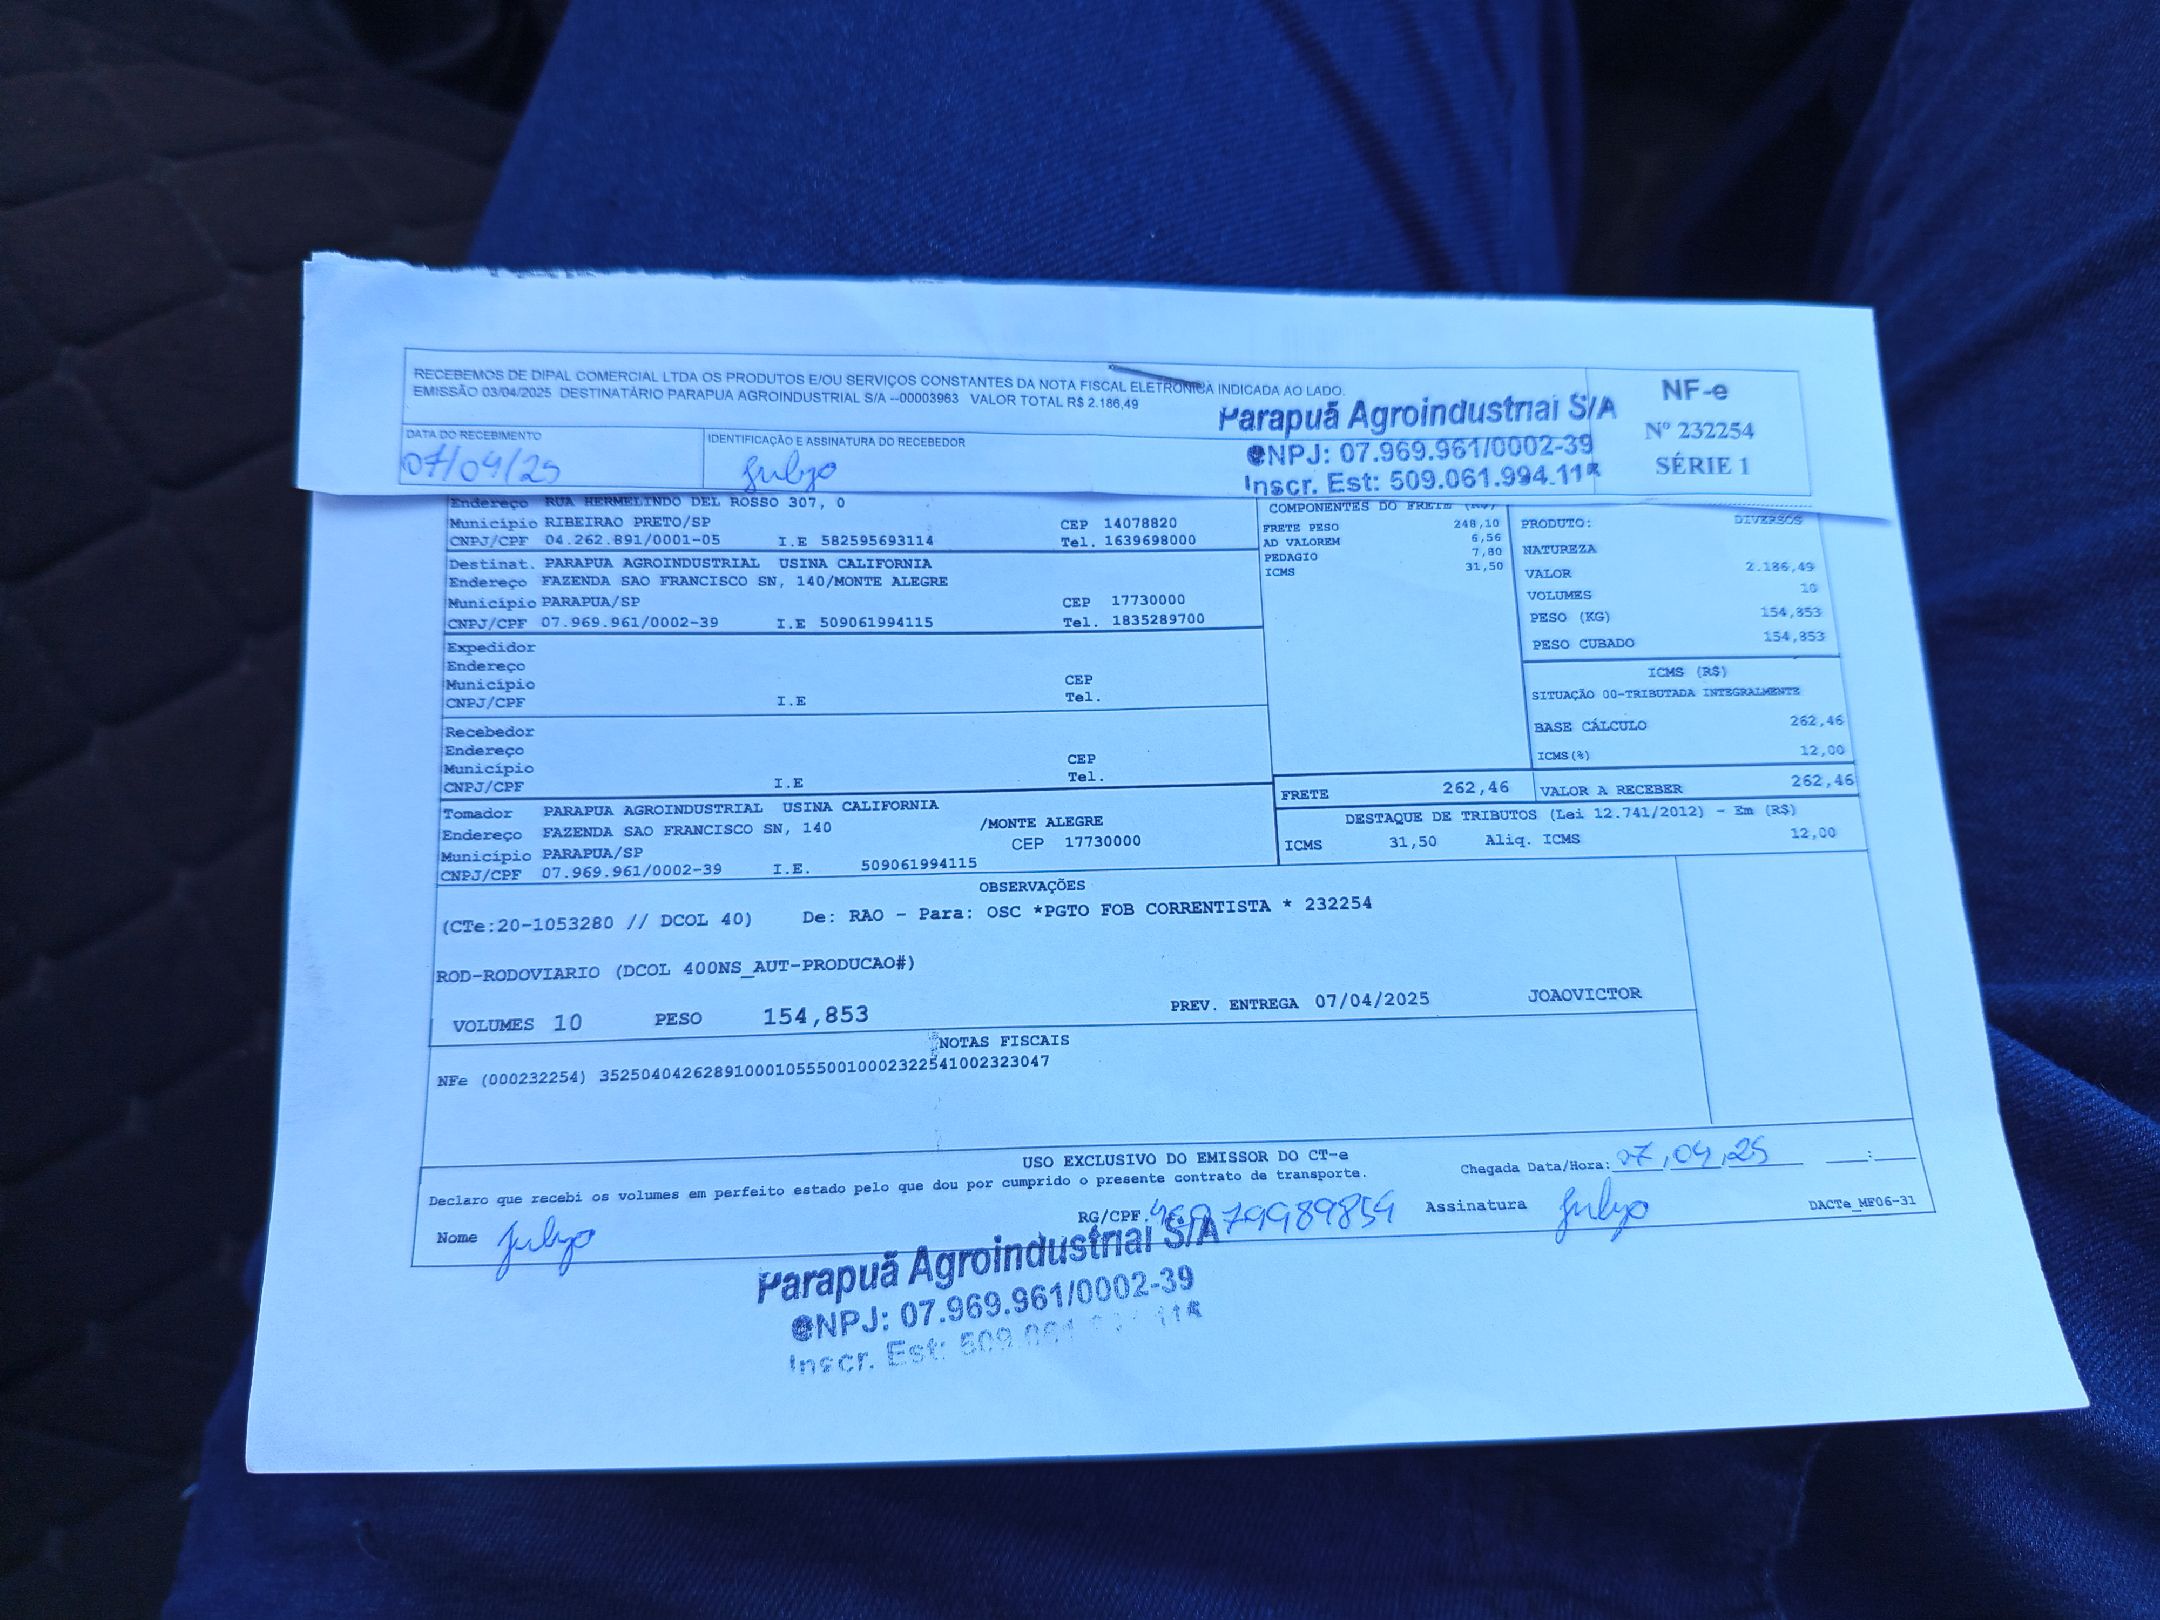 RECEBEMOS DE DIPAL COMERCIAL LTDA OS PRODUTOS E/OU SERVIÇOS CONSTANTES DA NOTA FISCAL ELETRÔNICA INDICADA AO LADO.
EMISSÃO 03/04/2025 DESTINATÁRIO PARAPUA AGROINDUSTRIAL S/A --00003963 VALOR TOTAL R$ 2.186,49
NF-e
Nº 232254
SÉRIE 1
Parapuã Agroindustrial S/A
CNPJ: 07.969.961/0002-39
Inscr. Est: 509.061.994.11
DATA DO RECEBIMENTO
07/04/25
IDENTIFICAÇÃO E ASSINATURA DO RECEBEDOR
Endereço RUA HERMELINDO DEL ROSSO 307, 0
Município RIBEIRAO PRETO/SP CEP 14078820
CNPJ/CPF 04.262.891/0001-05 I.E 582595693114 Tel. 1639698000
Destinat. PARAPUA AGROINDUSTRIAL USINA CALIFORNIA
Endereço FAZENDA SAO FRANCISCO SN, 140/MONTE ALEGRE
Município PARAPUA/SP CEP 17730000
CNPJ/CPF 07.969.961/0002-39 I.E 509061994115 Tel. 1835289700
Expedidor
Endereço
Município CEP
CNPJ/CPF I.E Tel.
Recebedor
Endereço
Município CEP
CNPJ/CPF I.E Tel.
Tomador PARAPUA AGROINDUSTRIAL USINA CALIFORNIA
Endereço FAZENDA SAO FRANCISCO SN, 140 /MONTE ALEGRE
Município PARAPUA/SP CEP 17730000
CNPJ/CPF 07.969.961/0002-39 I.E. 509061994115
COMPONENTES DO FRETE (R$)
FRETE PESO 248,10
AD VALOREM 6,56
PEDAGIO 7,80
ICMS 31,50
PRODUTO: DIVERSOS
NATUREZA
VALOR 2.186,49
VOLUMES 10
PESO (KG) 154,853
PESO CUBADO 154,853
ICMS (R$)
SITUAÇÃO 00-TRIBUTADA INTEGRALMENTE
BASE CÁLCULO 262,46
ICMS(%) 12,00
FRETE 262,46 VALOR A RECEBER 262,46
DESTAQUE DE TRIBUTOS (Lei 12.741/2012) - Em (R$)
ICMS 31,50 Aliq. ICMS 12,00
OBSERVAÇÕES
(CTe:20-1053280 // DCOL 40) De: RAO - Para: OSC *PGTO FOB CORRENTISTA * 232254
ROD-RODOVIARIO (DCOL 400NS_AUT-PRODUCAO#)
VOLUMES 10 PESO 154,853 PREV. ENTREGA 07/04/2025 JOAOVICTOR
NOTAS FISCAIS
NFe (000232254) 35250404262891000105550010002322541002323047
USO EXCLUSIVO DO EMISSOR DO CT-e
Declaro que recebi os volumes em perfeito estado pelo que dou por cumprido o presente contrato de transporte.
Chegada Data/Hora: 07,04,25 :
Nome RG/CPF. Assinatura DACTe_MF06-31
Parapuã Agroindustrial S/A
CNPJ: 07.969.961/0002-39
Inscr. Est: